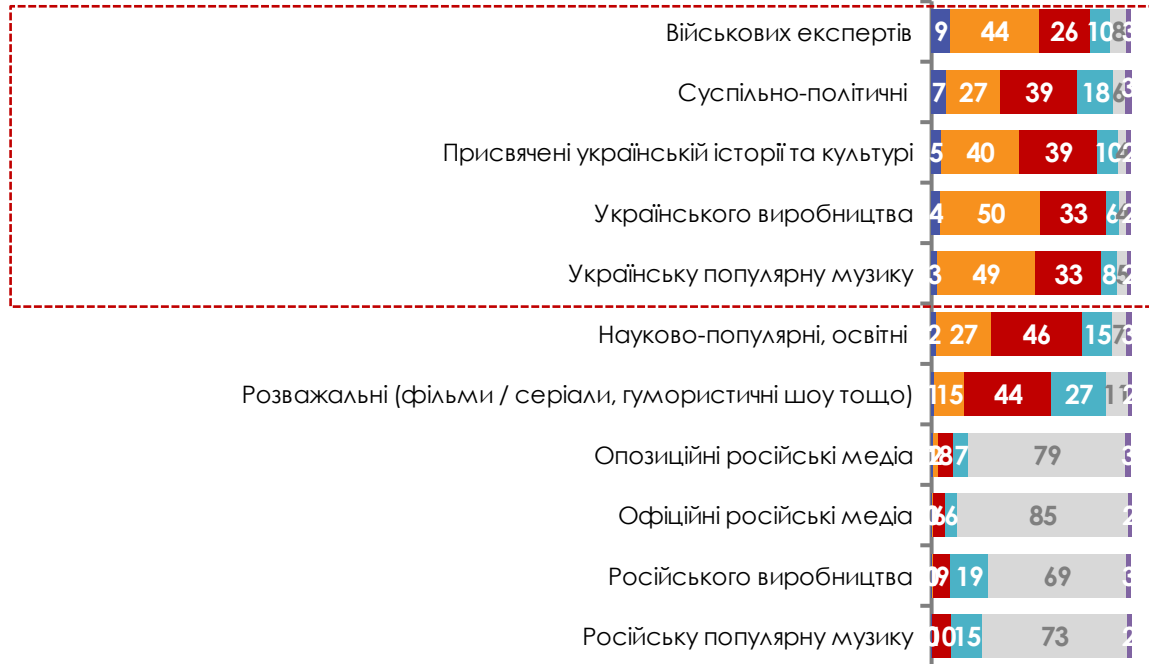 Військових експертів 9 44 26 10 8 3
Суспільно-політичні 7 27 39 18 6 3
Присвячені українській історії та культурі 5 40 39 10 2
Українського виробництва 4 50 33 6 2
Українську популярну музику 3 49 33 8 5 2
Науково-популярні, освітні 2 27 46 15 7 3
Розважальні (фільми / серіали, гумористичні шоу тощо) 1 15 44 27 11 2
Опозиційні російські медіа 2 8 7 79 3
Офіційні російські медіа 6 6 85 2
Російського виробництва 9 19 69 3
Російську популярну музику 10 15 73 2